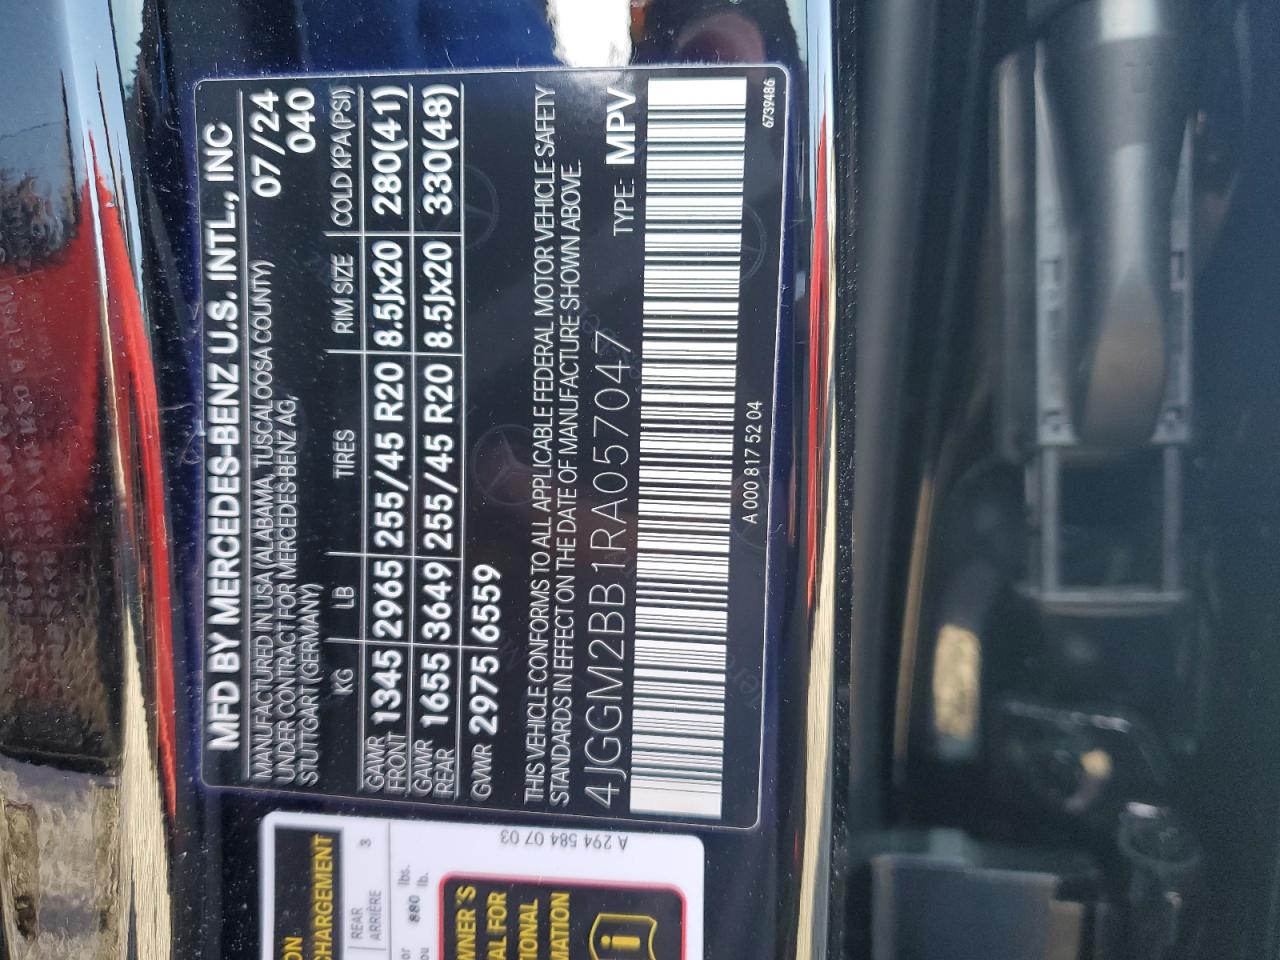 MFD BY MERCEDES-BENZ U.S. INTL., INC
MANUFACTURED IN USA (ALABAMA, TUSCALOOSA COUNTY) 07/24
UNDER CONTRACT FOR MERCEDES-BENZ AG, 040
STUTTGART (GERMANY)
KG LB TIRES RIM SIZE COLD KPA(PSI)
GAWR FRONT 1345 2965 255/45 R20 8.5Jx20 280(41)
GAWR REAR 1655 3649 255/45 R20 8.5Jx20 330(48)
GVWR 2975 6559
THIS VEHICLE CONFORMS TO ALL APPLICABLE FEDERAL MOTOR VEHICLE SAFETY
STANDARDS IN EFFECT ON THE DATE OF MANUFACTURE SHOWN ABOVE.
4JGGM2BB1RA057047 TYPE: MPV
A 000 817 52 04
6739486
A 294 584 07 03
CHARGEMENT
REAR 3
ARRIÈRE
880 lbs.
lb.